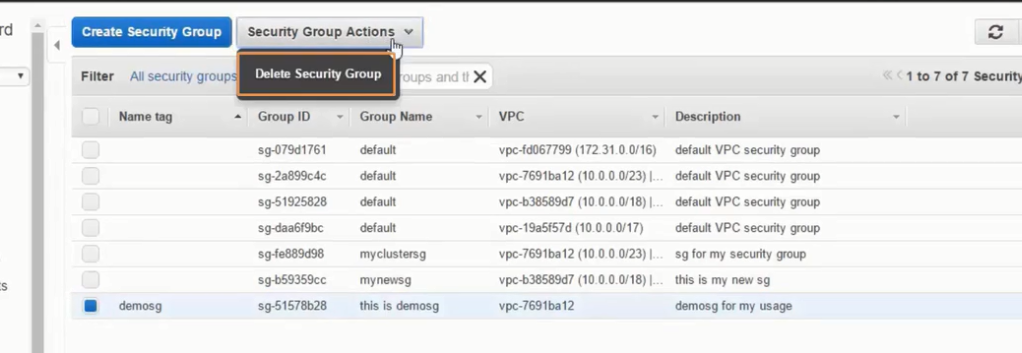 rd
Create Security Group
Security Group Actions
Delete Security Group
Filter All security groups oups and t
1 to 7 of 7 Security
Name tag Group ID Group Name VPC Description
sg-079d1761 default vpc-fd067799 (172.31.0.0/16) default VPC security group
sg-2a899c4c default vpc-7691ba12 (10.0.0.0/23) |... default VPC security group
sg-51925828 default vpc-b38589d7 (10.0.0.0/18) |... default VPC security group
sg-daa6f9bc default vpc-19a5f57d (10.0.0.0/17) default VPC security group
sg-fe889d98 myclustersg vpc-7691ba12 (10.0.0.0/23) |... sg for my security group
sg-b59359cc mynewsg vpc-b38589d7 (10.0.0.0/18) |... this is my new sg
ts
demosg sg-51578b28 this is demosg vpc-7691ba12 demosg for my usage